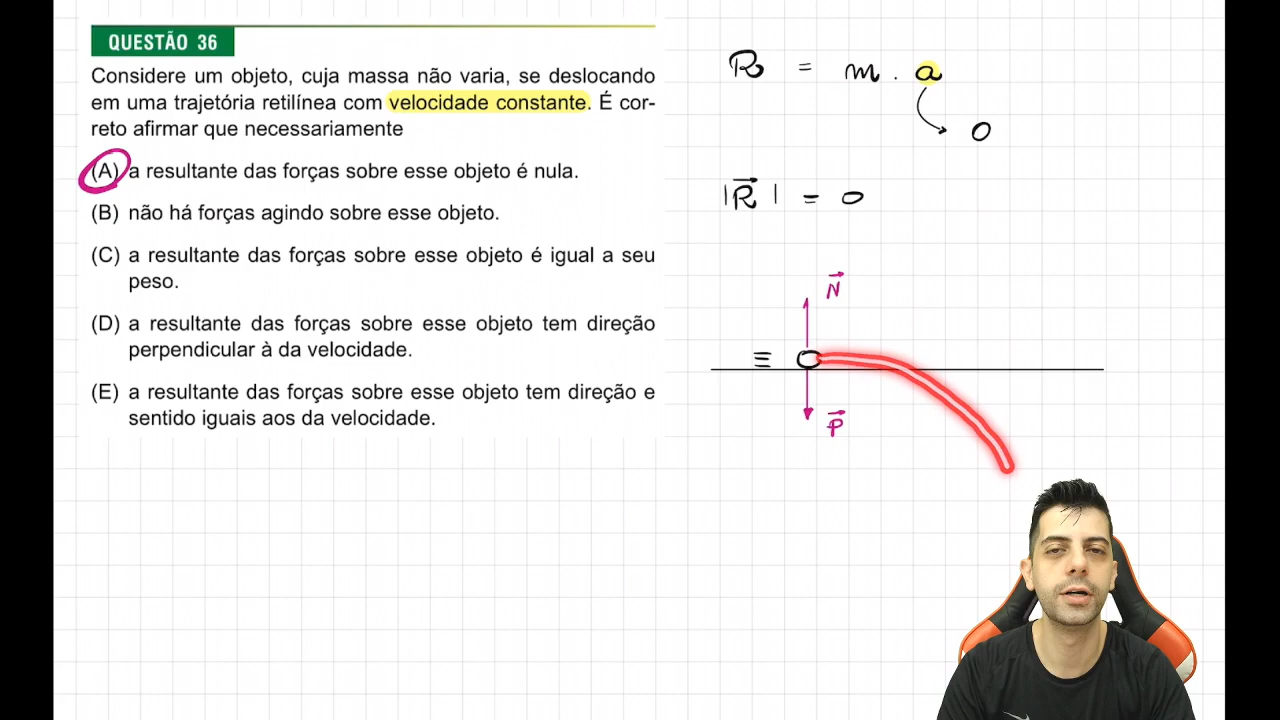 QUESTÃO 36
Considere um objeto, cuja massa não varia, se deslocando
em uma trajetória retilínea com velocidade constante. É cor-
reto afirmar que necessariamente
(A) a resultante das forças sobre esse objeto é nula.
(B) não há forças agindo sobre esse objeto.
(C) a resultante das forças sobre esse objeto é igual a seu
peso.
(D) a resultante das forças sobre esse objeto tem direção
perpendicular à da velocidade.
(E) a resultante das forças sobre esse objeto tem direção e
sentido iguais aos da velocidade.
R = m . a
0
|R⃗| = 0
N⃗
≡
P⃗